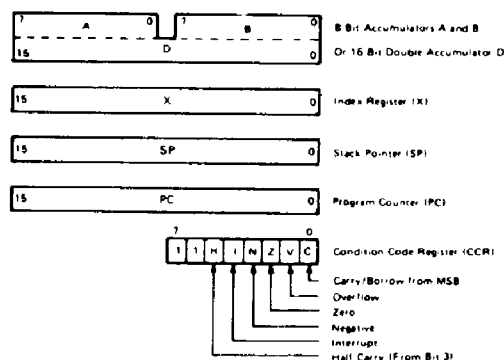 7 A 0 7 B 0 8 Bit Accumulators A and B
15 D 0 Or 16 Bit Double Accumulator D
15 X 0 Index Register (X)
15 SP 0 Stack Pointer (SP)
15 PC 0 Program Counter (PC)
7 0
1 1 H I N Z V C Condition Code Register (CCR)
Carry/Borrow from MSB
Overflow
Zero
Negative
Interrupt
Half Carry (From Bit 3)